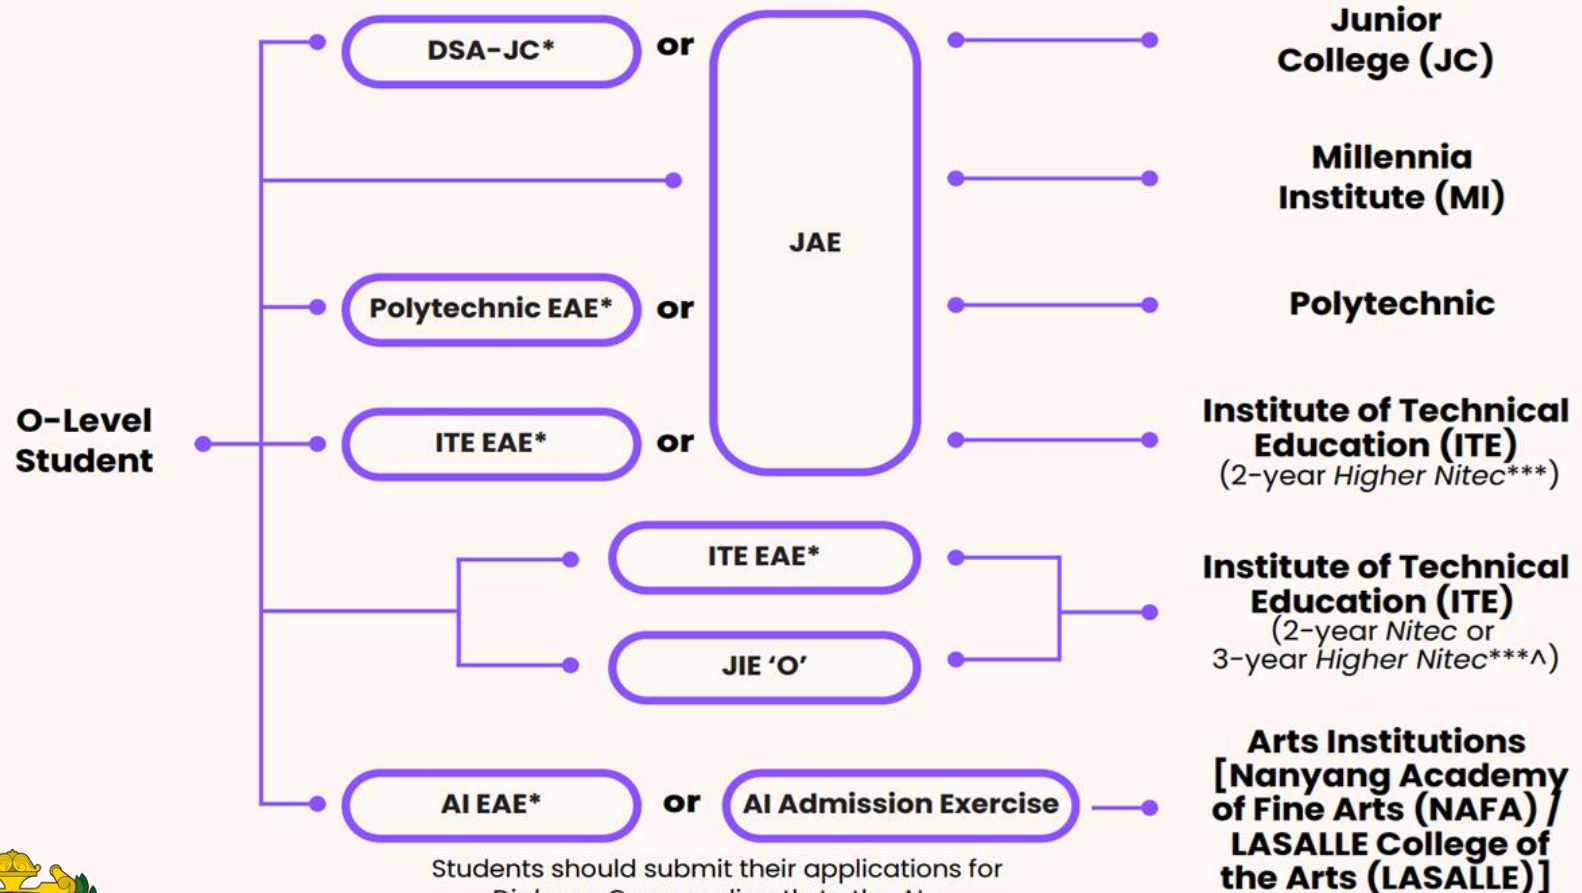 DSA-JC*
or
Junior
College (JC)
Millennia
Institute (MI)
JAE
Polytechnic EAE*
or
Polytechnic
O-Level
Student
ITE EAE*
or
Institute of Technical
Education (ITE)
(2-year Higher Nitec***)
ITE EAE*
JIE ‘O’
Institute of Technical
Education (ITE)
(2-year Nitec or
3-year Higher Nitec***^)
AI EAE*
or
AI Admission Exercise
Arts Institutions
[Nanyang Academy
of Fine Arts (NAFA) /
LASALLE College of
the Arts (LASALLE)]
Students should submit their applications for